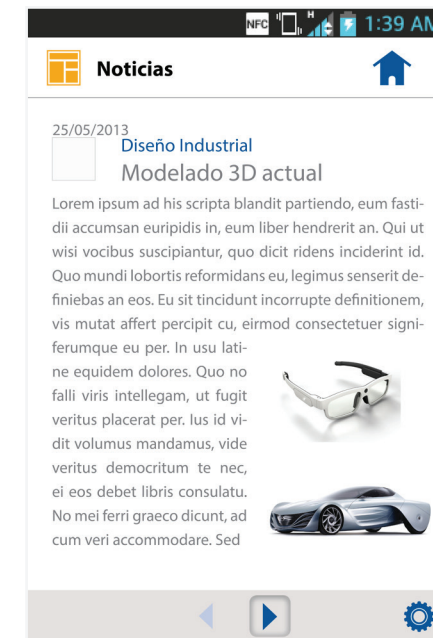 NFC H 1:39 AM
Noticias
25/05/2013
Diseño Industrial
Modelado 3D actual
Lorem ipsum ad his scripta blandit partiendo, eum fasti-
dii accumsan euripidis in, eum liber hendrerit an. Qui ut
wisi vocibus suscipiantur, quo dicit ridens inciderint id.
Quo mundi lobortis reformidans eu, legimus senserit de-
finiebas an eos. Eu sit tincidunt incorrupte definitionem,
vis mutat affert percipit cu, eirmod consectetuer signi-
ferumque eu per. In usu lati-
ne equidem dolores. Quo no
falli viris intellegam, ut fugit
veritus placerat per. Ius id vi-
dit volumus mandamus, vide
veritus democritum te nec,
ei eos debet libris consulatu.
No mei ferri graeco dicunt, ad
cum veri accommodare. Sed